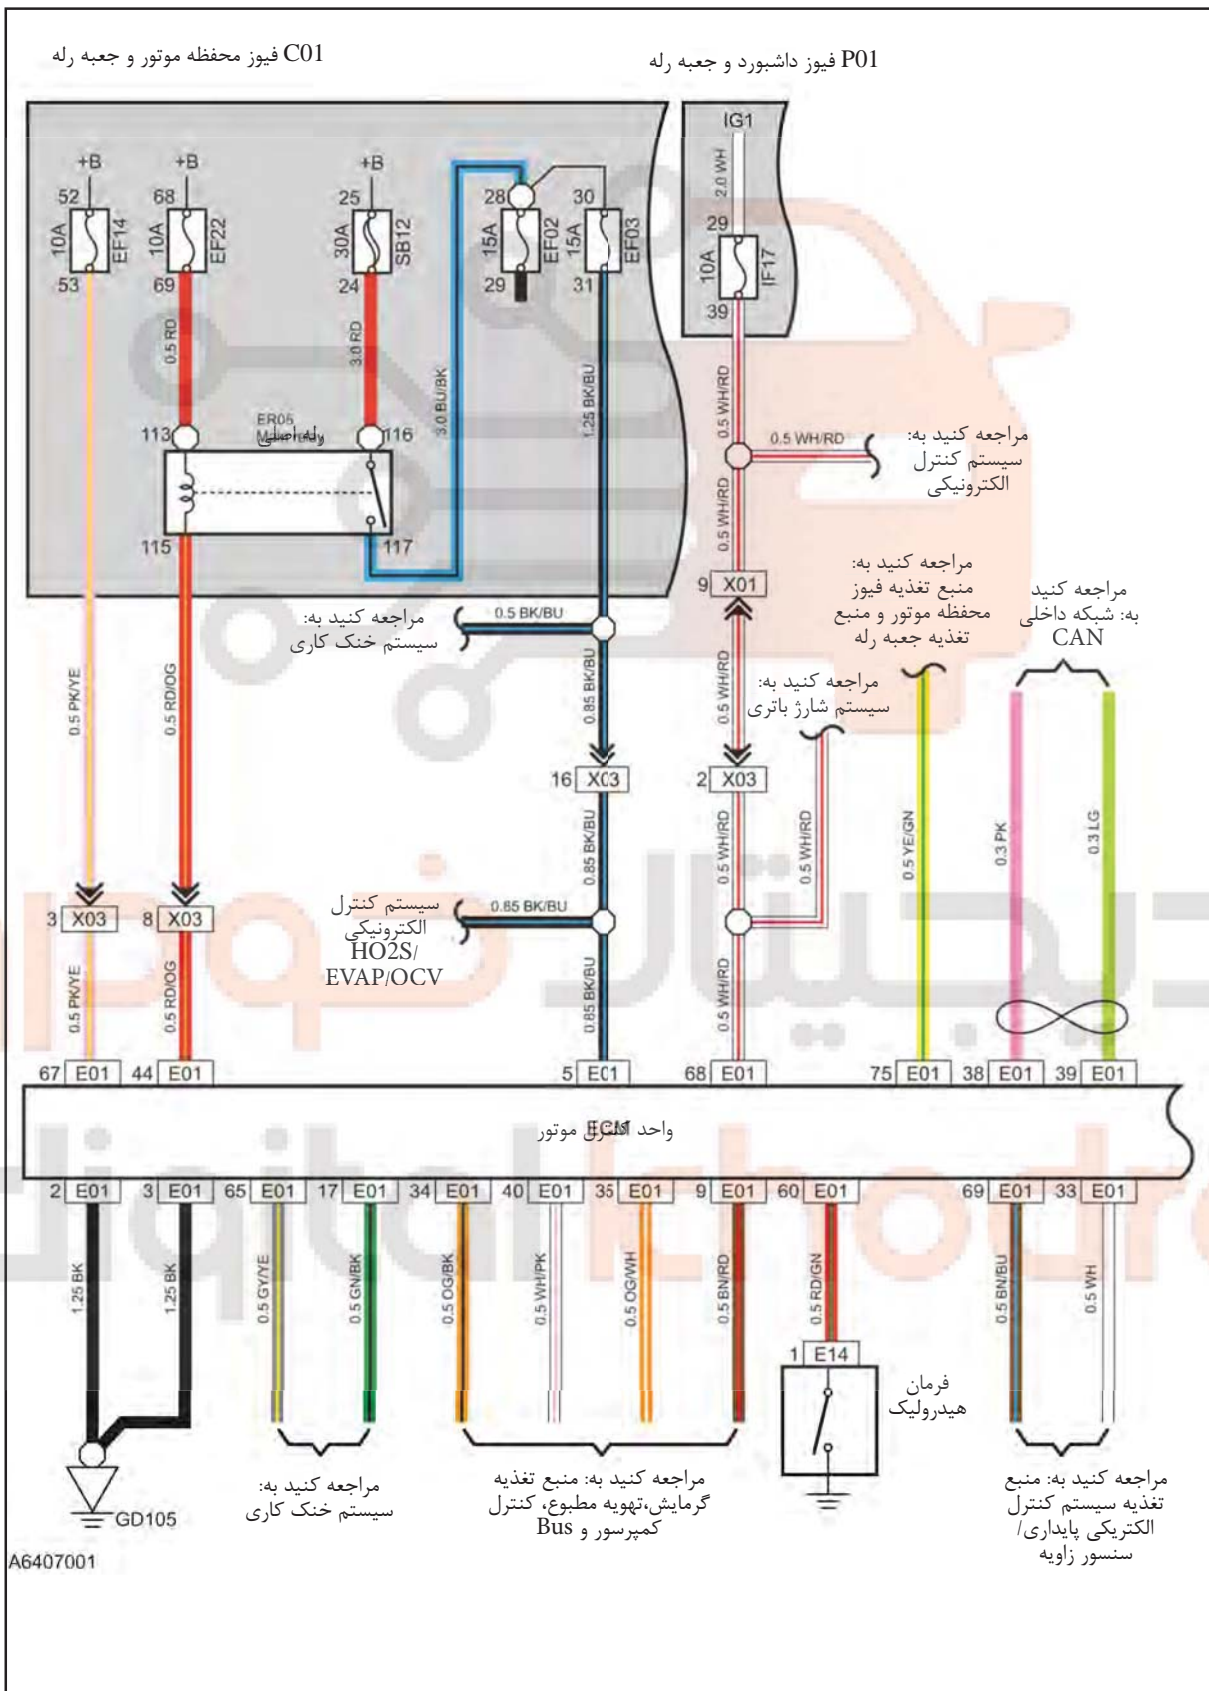 C01 فیوز محفظه موتور و جعبه رله
P01 فیوز داشبورد و جعبه رله
+B
+B
+B
IG1
2.0 WH
52
10A
EF14
53
68
10A
EF22
69
25
30A
SB12
24
28
15A
EF02
29
30
15A
EF03
31
29
10A
IF17
39
0.5 RD
3.0 RD
3.0 BU/BK
1.25 BK/BU
0.5 WH/RD
ER05
رله اصلی
113
116
115
117
0.5 WH/RD
مراجعه کنید به:
سیستم کنترل
الکترونیکی
0.5 WH/RD
9 X01
مراجعه کنید به:
منبع تغذیه فیوز
محفظه موتور و منبع
تغذیه جعبه رله
مراجعه کنید
به: شبکه داخلی
CAN
0.5 BK/BU
مراجعه کنید به:
سیستم خنک کاری
مراجعه کنید به:
سیستم شارژ باتری
0.5 PK/YE
0.5 RD/OG
0.85 BK/BU
0.5 WH/RD
16 X03
2 X03
0.85 BK/BU
0.5 WH/RD
0.5 WH/RD
0.5 YE/GN
0.3 PK
0.3 LG
دیجیتال خودرو
3 X03
8 X03
0.85 BK/BU
سیستم کنترل
الکترونیکی
HO2S/
EVAP/OCV
0.5 PK/YE
0.5 RD/OG
0.85 BK/BU
0.5 WH/RD
67 E01
44 E01
5 E01
68 E01
75 E01
38 E01
39 E01
واحد کنترل موتور
ECM
digital khodro
2 E01
3 E01
65 E01
17 E01
34 E01
40 E01
35 E01
9 E01
60 E01
69 E01
33 E01
1.25 BK
1.25 BK
0.5 GY/YE
0.5 GN/BK
0.5 OG/BK
0.5 WH/PK
0.5 OG/WH
0.5 BN/RD
0.5 RD/GN
0.5 BN/BU
0.5 WH
1 E14
فرمان
هیدرولیک
GD105
مراجعه کنید به:
سیستم خنک کاری
مراجعه کنید به: منبع تغذیه
گرمایش،تهویه مطبوع، کنترل
کمپرسور و Bus
مراجعه کنید به: منبع
تغذیه سیستم کنترل
الکتریکی پایداری/
سنسور زاویه
A6407001